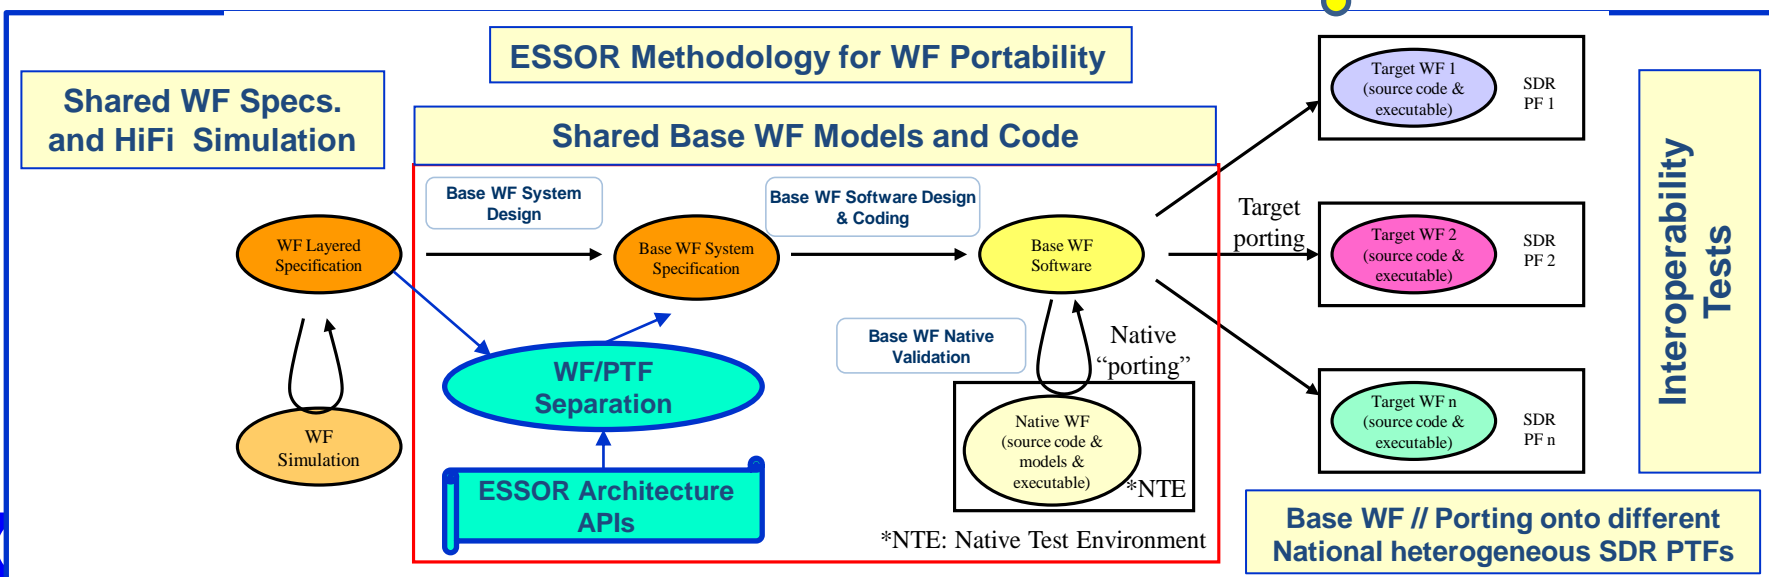 ESSOR Methodology for WF Portability
Shared WF Specs.
and HiFi Simulation
Shared Base WF Models and Code
Base WF System
Design
Base WF Software Design
& Coding
WF Layered
Specification
Base WF System
Specification
Base WF
Software
WF
Simulation
WF/PTF
Separation
ESSOR Architecture
APIs
Base WF Native
Validation
Native
“porting”
Native WF
(source code &
models &
executable)
*NTE
*NTE: Native Test Environment
Target
porting
Target WF 1
(source code &
executable)
SDR
PF 1
Target WF 2
(source code &
executable)
SDR
PF 2
Target WF n
(source code &
executable)
SDR
PF n
Interoperability
Tests
Base WF // Porting onto different
National heterogeneous SDR PTFs